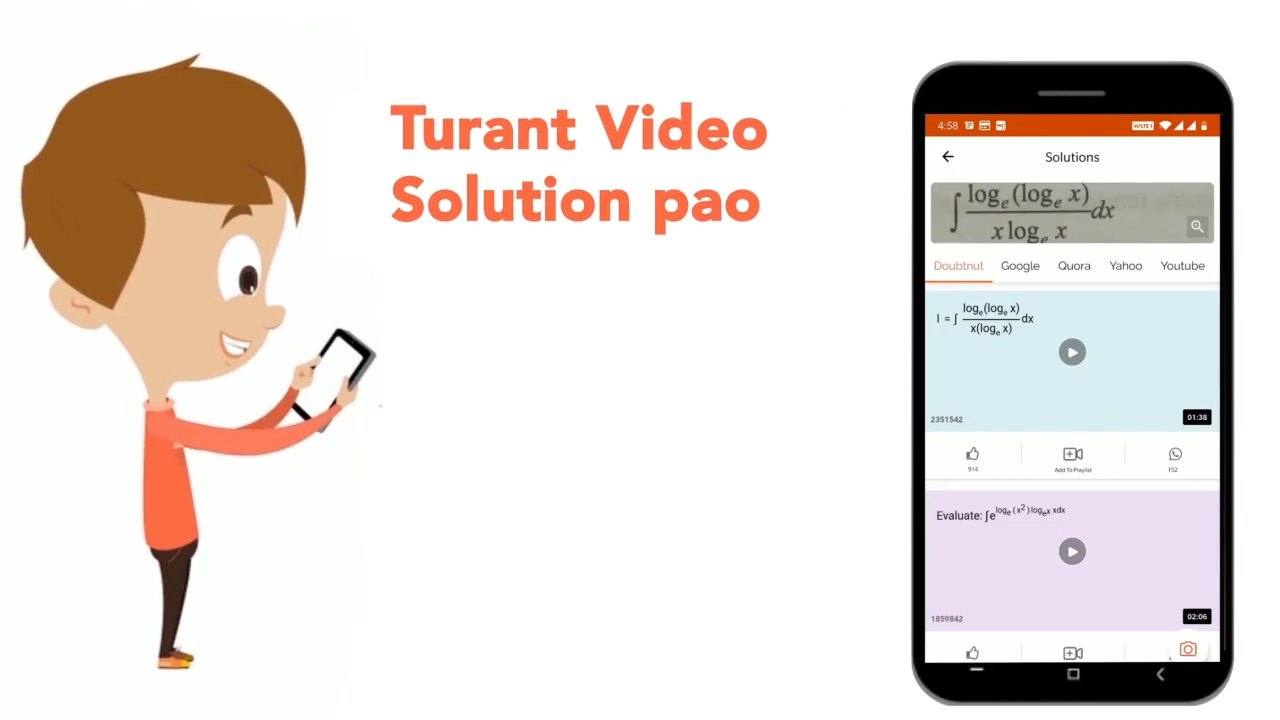 Turant Video
Solution pao
4:58
VoLTE1
Solutions
∫ logₑ(logₑ x) / x logₑ x dx
Doubtnut Google Quora Yahoo Youtube
I = ∫ logₑ(logₑ x) / x(logₑ x) dx
2351542 01:38
914 Add To Playlist 152
Evaluate: ∫e^logₑ(x²)logₑx xdx
1859842 02:06